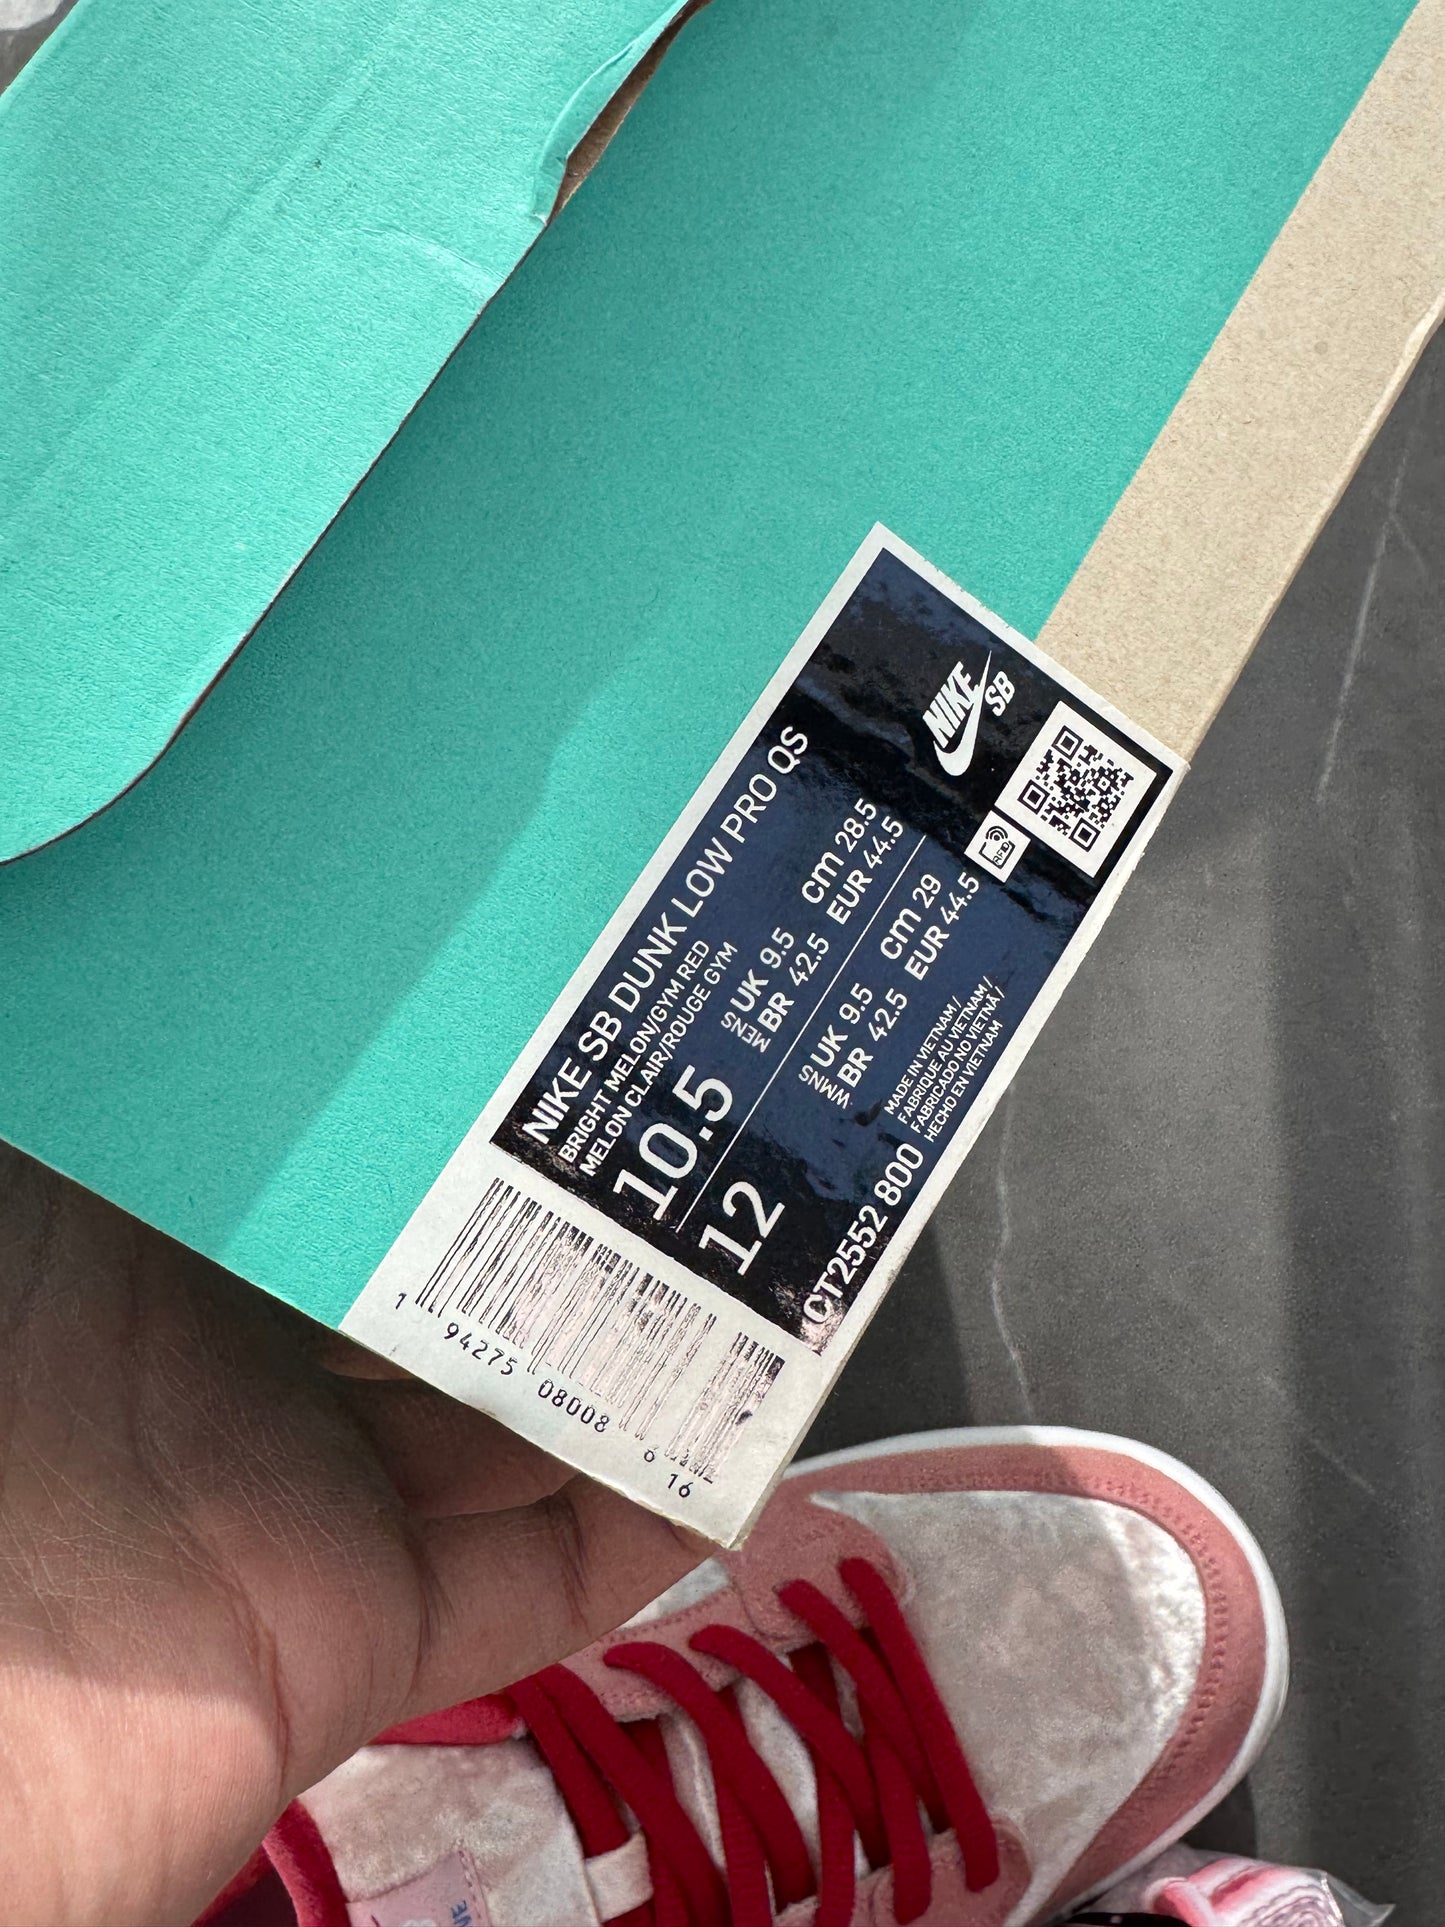 NIKE SB
NIKE SB DUNK LOW PRO QS
BRIGHT MELON/GYM RED
MELON CLAIR/ROUGE GYM
10.5
MENS
UK 9.5
cm 28.5
BR 42.5
EUR 44.5
12
WMNS
UK 9.5
cm 29
BR 42.5
EUR 44.5
RFID
CT2552 800
MADE IN VIETNAM/
FABRIQUE AU VIETNAM/
FABRICADO NO VIETNÃ/
HECHO EN VIETNAM
1 94275 08008 6 16